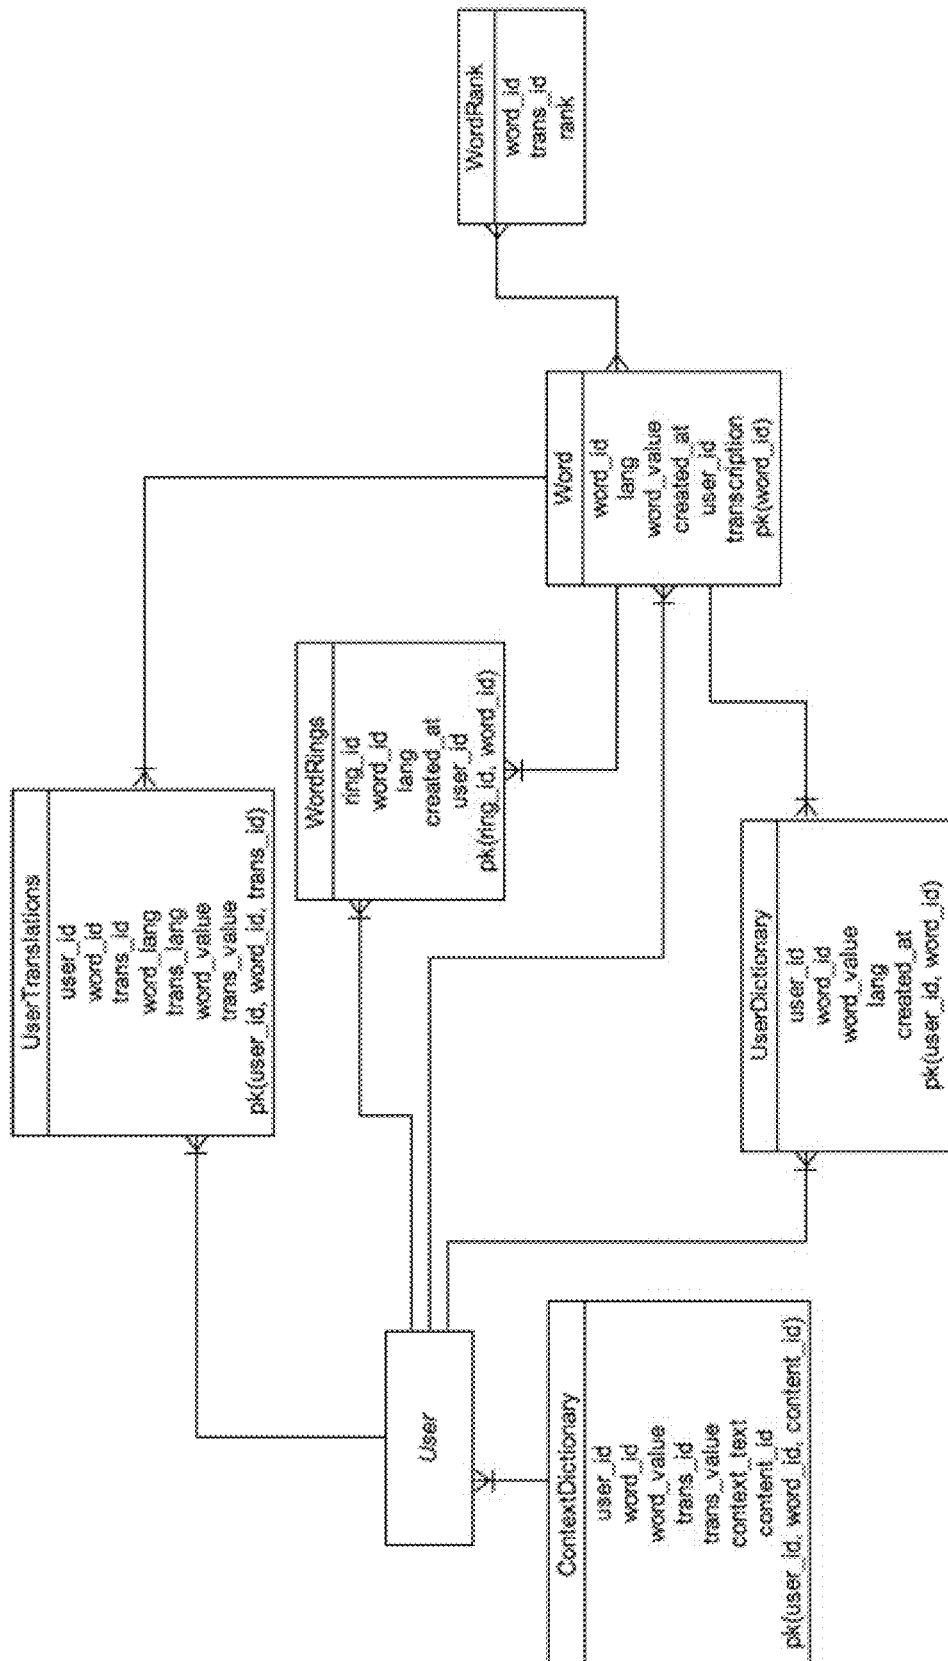 UserTranslations
user_id
word_id
trans_id
word_lang
trans_lang
word_value
trans_value
pk(user_id, word_id, trans_id)
WordRings
ring_id
word_id
lang
created_at
user_id
pk(ring_id, word_id)
User
ContextDictionary
user_id
word_id
word_value
trans_id
trans_value
context_text
content_id
pk(user_id, word_id, content_id)
Word
word_id
lang
word_value
created_at
user_id
transcription
pk(word_id)
WordRank
word_id
trans_id
rank
UserDictionary
user_id
word_id
word_value
lang
created_at
pk(user_id, word_id)